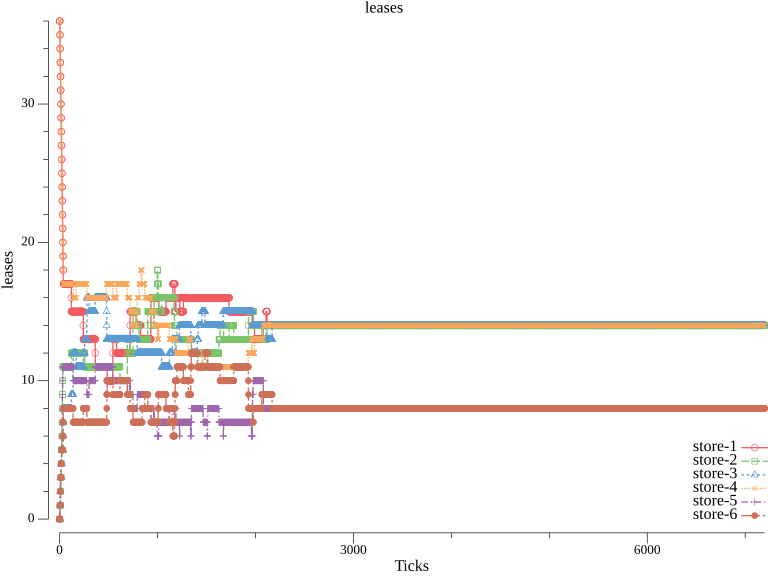 leases
30
20
10
0
leases
0
3000
6000
Ticks
store-1
store-2
store-3
store-4
store-5
store-6